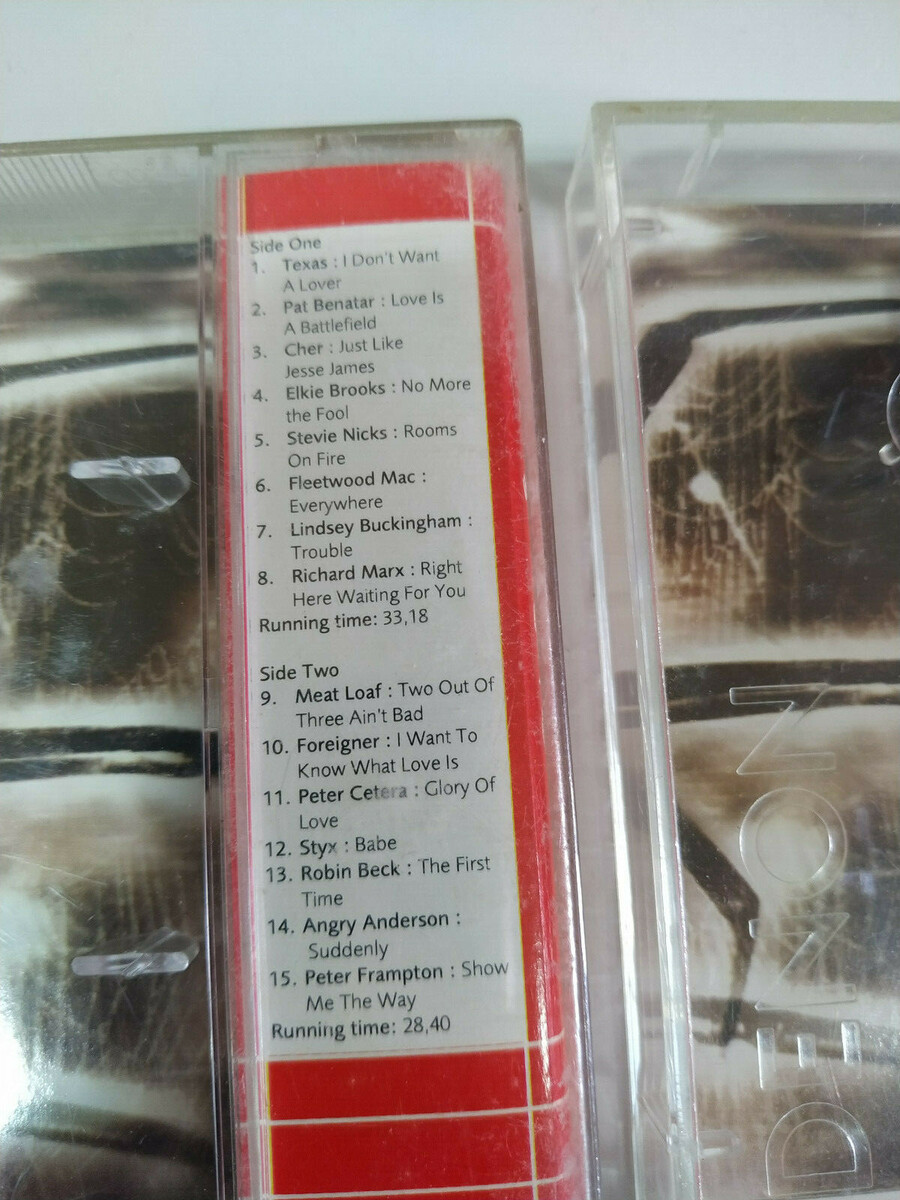 Side One
1. Texas : I Don't Want
A Lover
2. Pat Benatar : Love Is
A Battlefield
3. Cher : Just Like
Jesse James
4. Elkie Brooks : No More
the Fool
5. Stevie Nicks : Rooms
On Fire
6. Fleetwood Mac :
Everywhere
7. Lindsey Buckingham :
Trouble
8. Richard Marx : Right
Here Waiting For You
Running time: 33,18
Side Two
9. Meat Loaf : Two Out Of
Three Ain't Bad
10. Foreigner : I Want To
Know What Love Is
11. Peter Cetera : Glory Of
Love
12. Styx : Babe
13. Robin Beck : The First
Time
14. Angry Anderson :
Suddenly
15. Peter Frampton : Show
Me The Way
Running time: 28,40
DENON